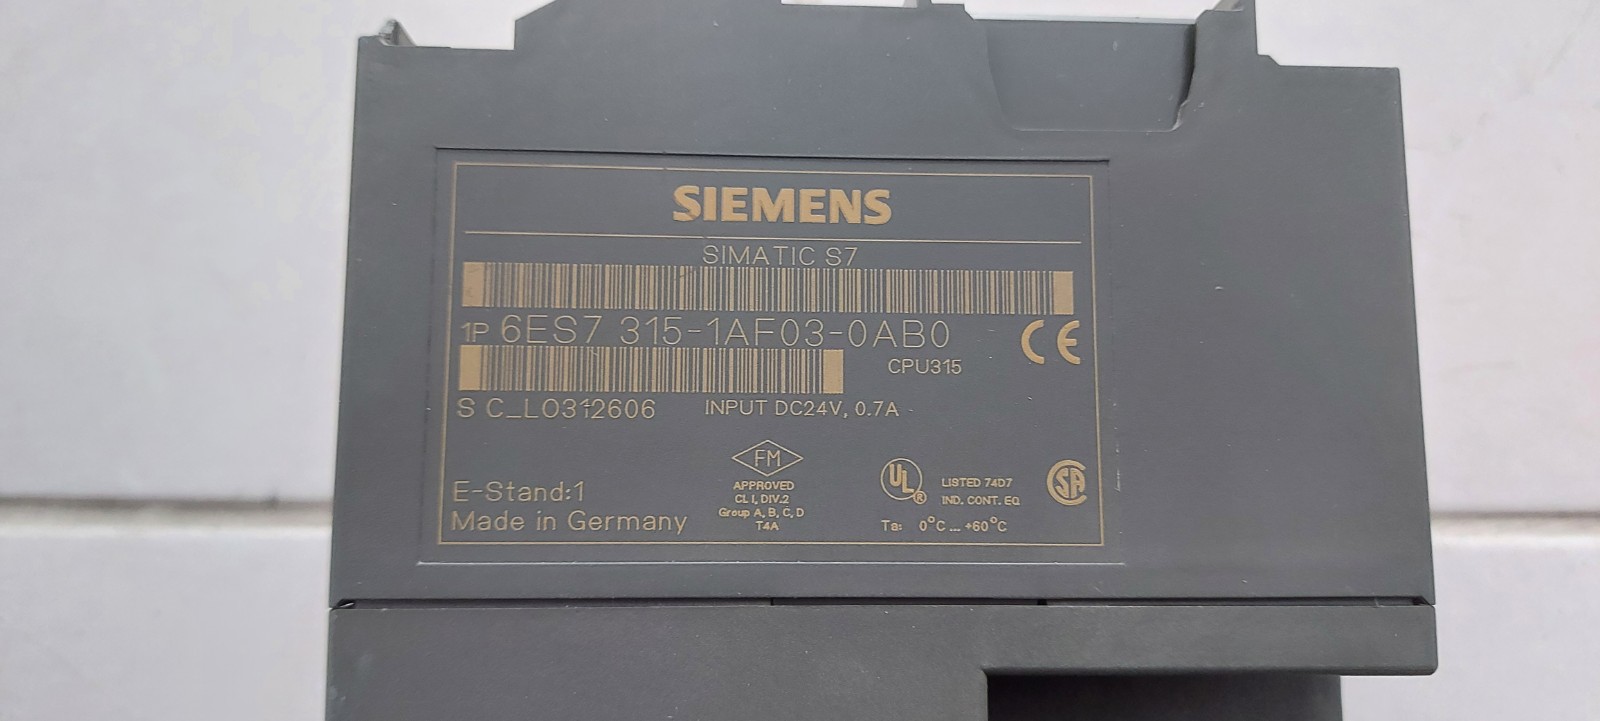 SIEMENS
SIMATIC S7
1P 6ES7 315-1AF03-0AB0
CPU315
S C_LO312606 INPUT DC24V, 0.7A
CE
FM
APPROVED
CL I, DIV.2
Group A, B, C, D
T4A
UL ®
LISTED 74D7
IND. CONT. EQ
SA
E-Stand:1
Made in Germany
Ta: 0°C ... +60°C